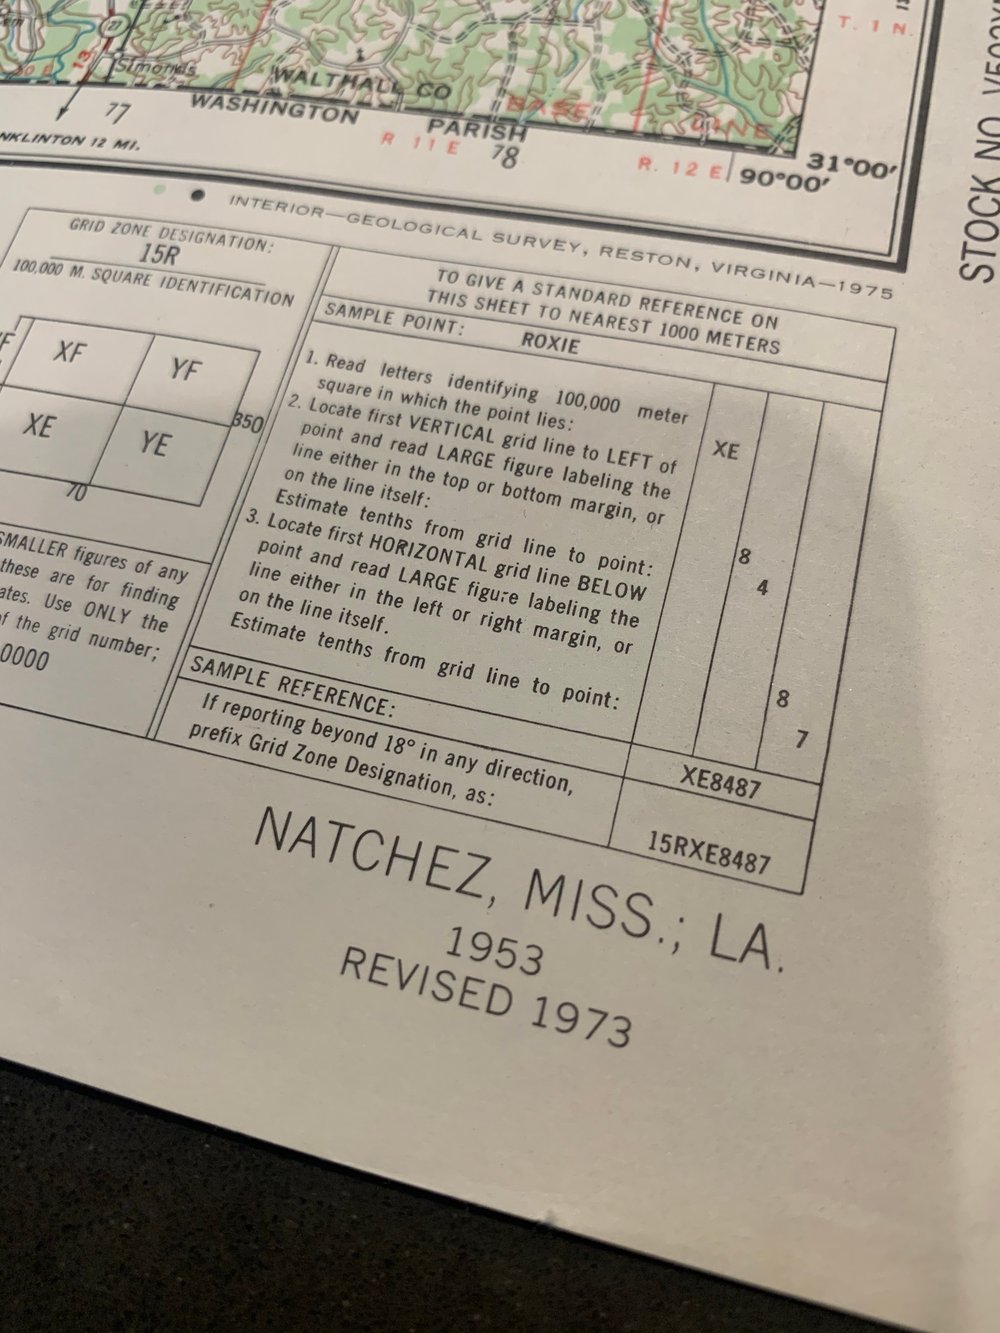 T. 1 N.
Simonds
13
WALTHALL CO
WASHINGTON
PARISH
BASE
LINE
77
NKLINTON 12 MI.
R 11 E
78
R. 12 E
31°00′
90°00′
STOCK NO.
INTERIOR—GEOLOGICAL SURVEY, RESTON, VIRGINIA—1975
GRID ZONE DESIGNATION:
15R
100,000 M. SQUARE IDENTIFICATION
XF
YF
XE
YE
850
70
SMALLER figures of any
these are for finding
ates. Use ONLY the
of the grid number;
0000
TO GIVE A STANDARD REFERENCE ON
THIS SHEET TO NEAREST 1000 METERS
SAMPLE POINT: ROXIE
1. Read letters identifying 100,000 meter
square in which the point lies:
XE
2. Locate first VERTICAL grid line to LEFT of
point and read LARGE figure labeling the
line either in the top or bottom margin, or
on the line itself:
8
Estimate tenths from grid line to point:
4
3. Locate first HORIZONTAL grid line BELOW
point and read LARGE figure labeling the
line either in the left or right margin, or
on the line itself.
8
Estimate tenths from grid line to point:
7
SAMPLE REFERENCE:
XE8487
If reporting beyond 18° in any direction,
prefix Grid Zone Designation, as:
15RXE8487
NATCHEZ, MISS.; LA.
1953
REVISED 1973